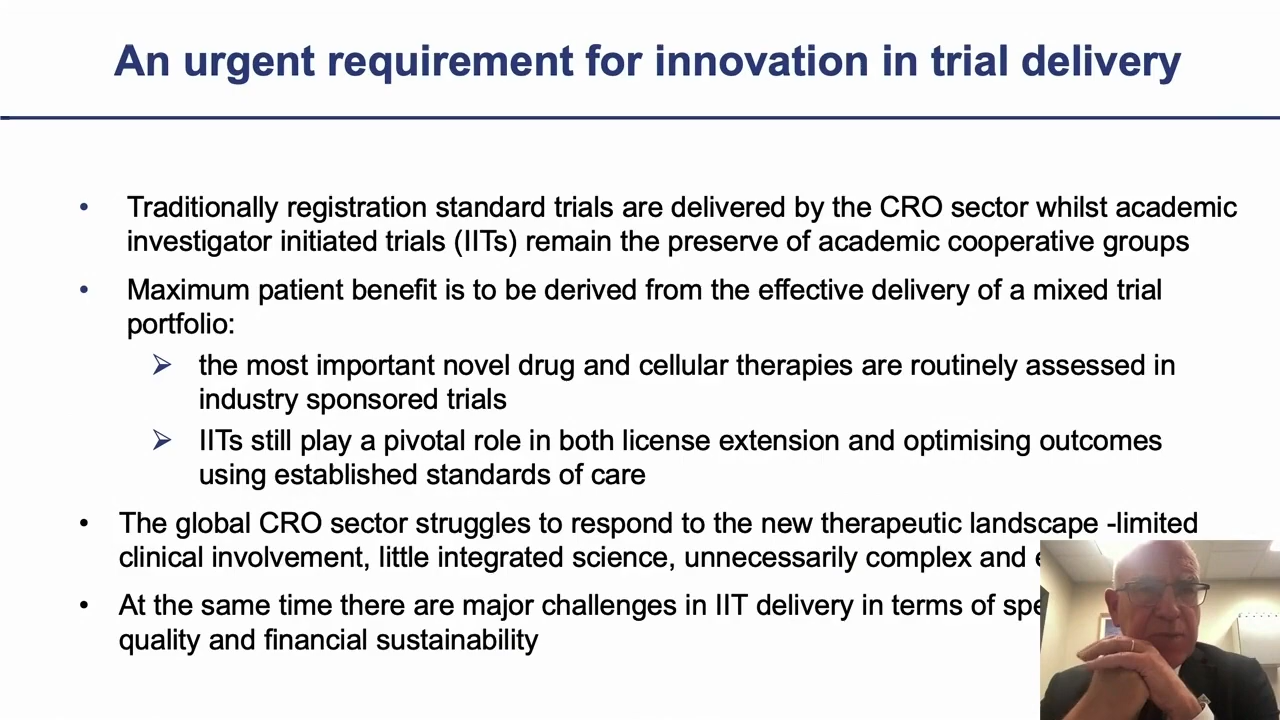 An urgent requirement for innovation in trial delivery
• Traditionally registration standard trials are delivered by the CRO sector whilst academic
investigator initiated trials (IITs) remain the preserve of academic cooperative groups
• Maximum patient benefit is to be derived from the effective delivery of a mixed trial
portfolio:
➢ the most important novel drug and cellular therapies are routinely assessed in
industry sponsored trials
➢ IITs still play a pivotal role in both license extension and optimising outcomes
using established standards of care
• The global CRO sector struggles to respond to the new therapeutic landscape -limited
clinical involvement, little integrated science, unnecessarily complex and
• At the same time there are major challenges in IIT delivery in terms of
quality and financial sustainability